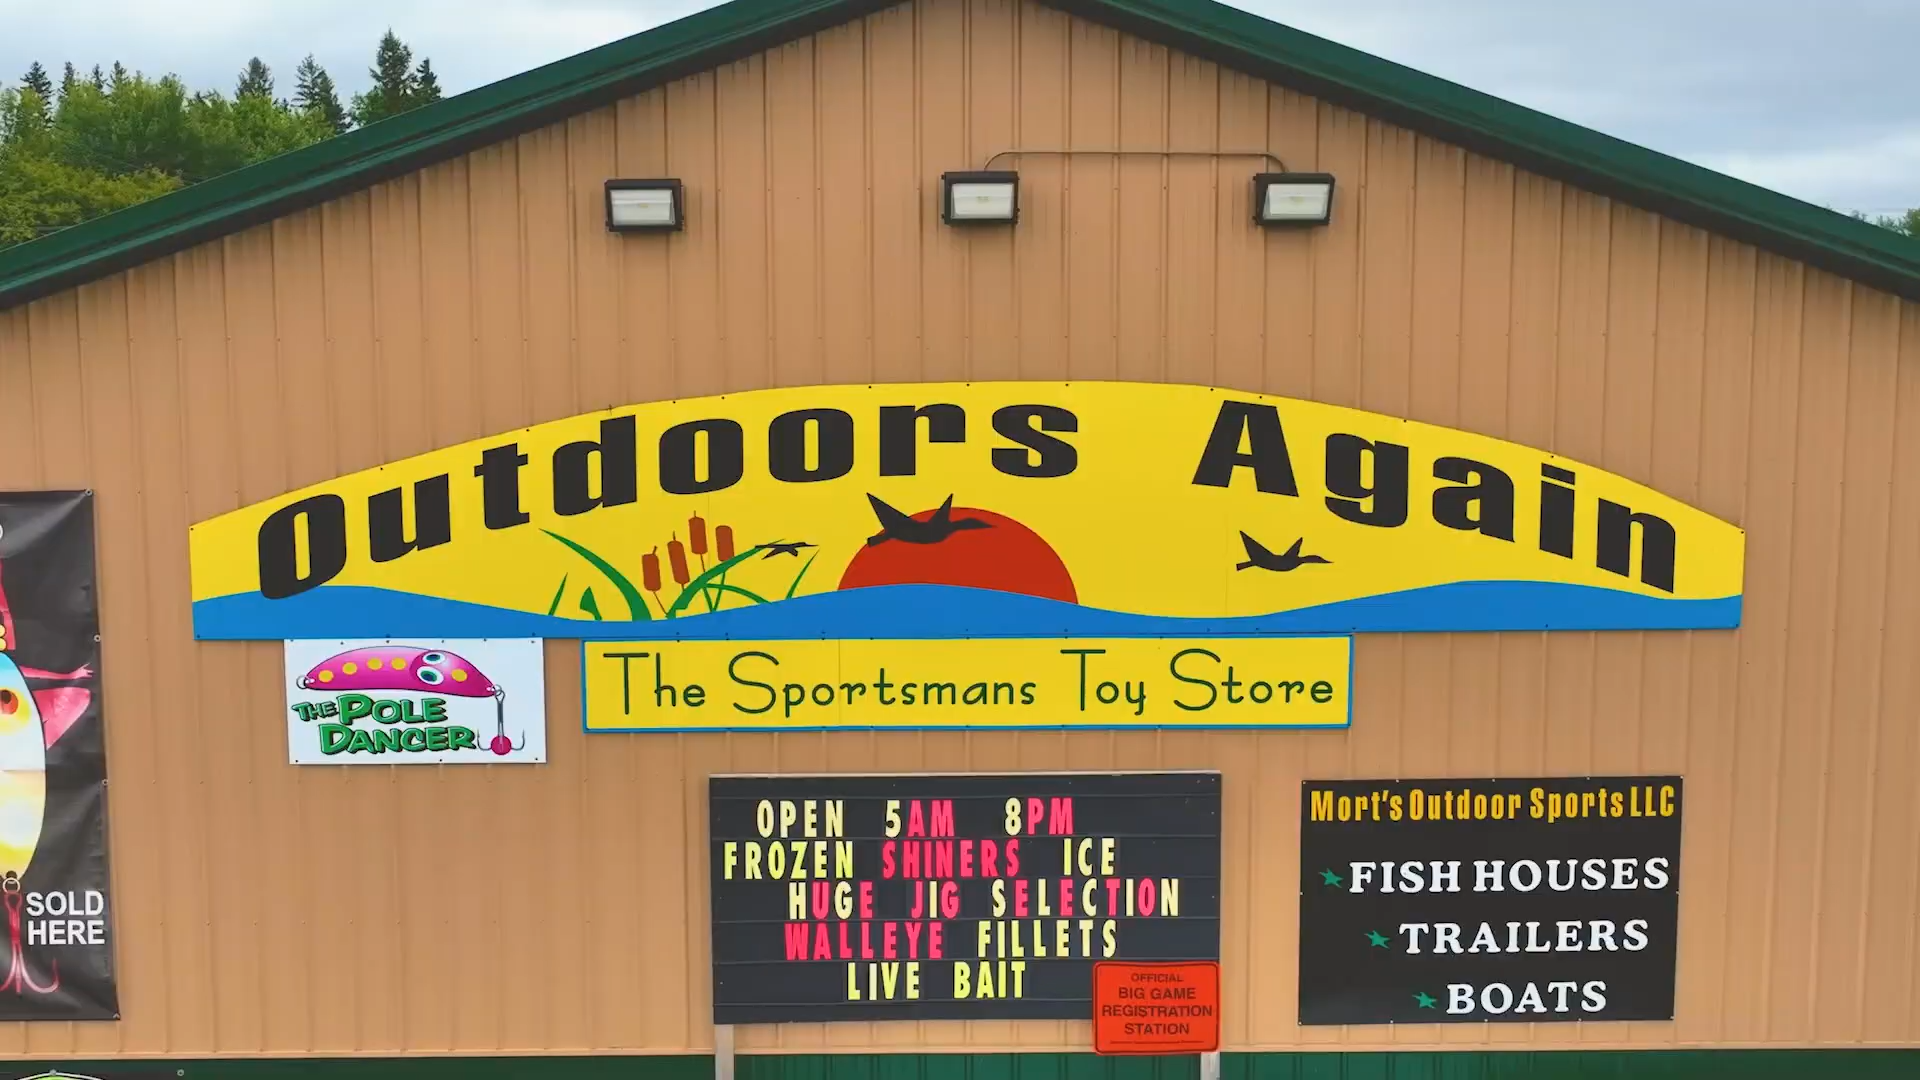 Outdoors Again
The Sportsmans Toy Store
THE POLE
DANCER
OPEN 5AM 8PM
FROZEN SHINERS ICE
HUGE JIG SELECTION
WALLEYE FILLETS
LIVE BAIT
OFFICIAL
BIG GAME
REGISTRATION
STATION
Mort's Outdoor Sports LLC
FISH HOUSES
TRAILERS
BOATS
SOLD
HERE